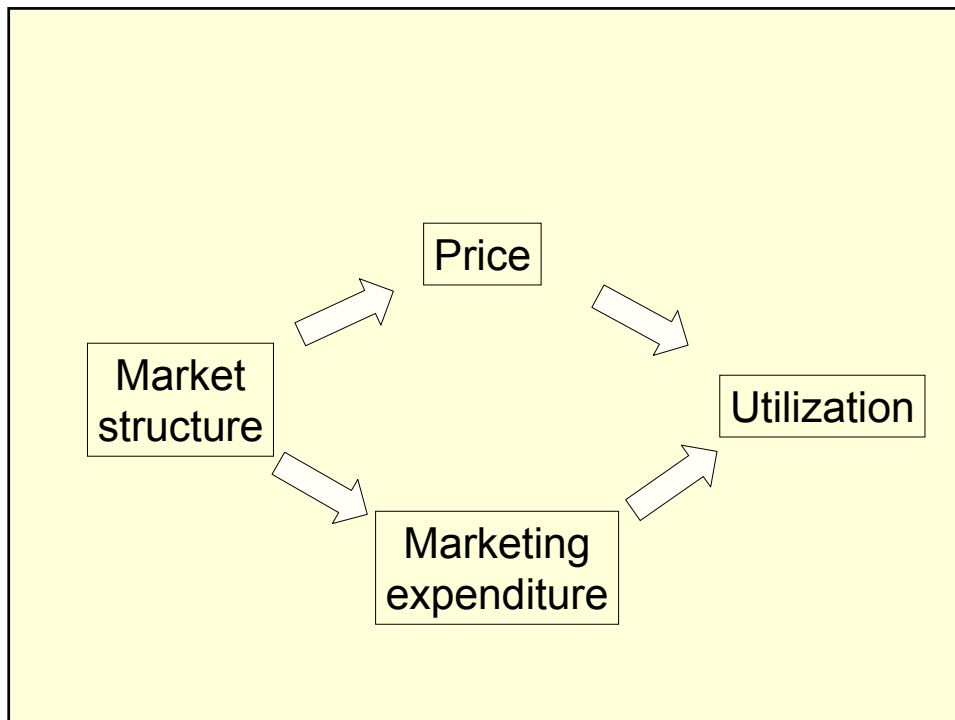 Price
Market
structure
Utilization
Marketing
expenditure